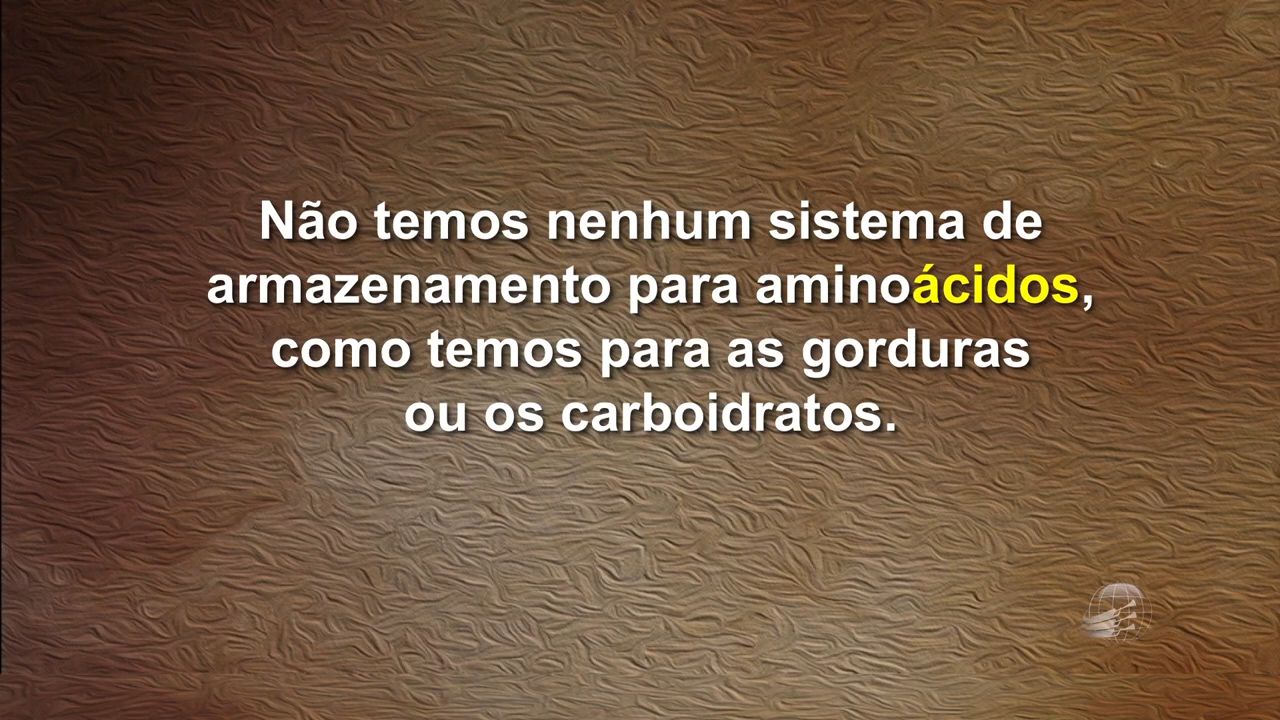 Não temos nenhum sistema de
armazenamento para aminoácidos,
como temos para as gorduras
ou os carboidratos.